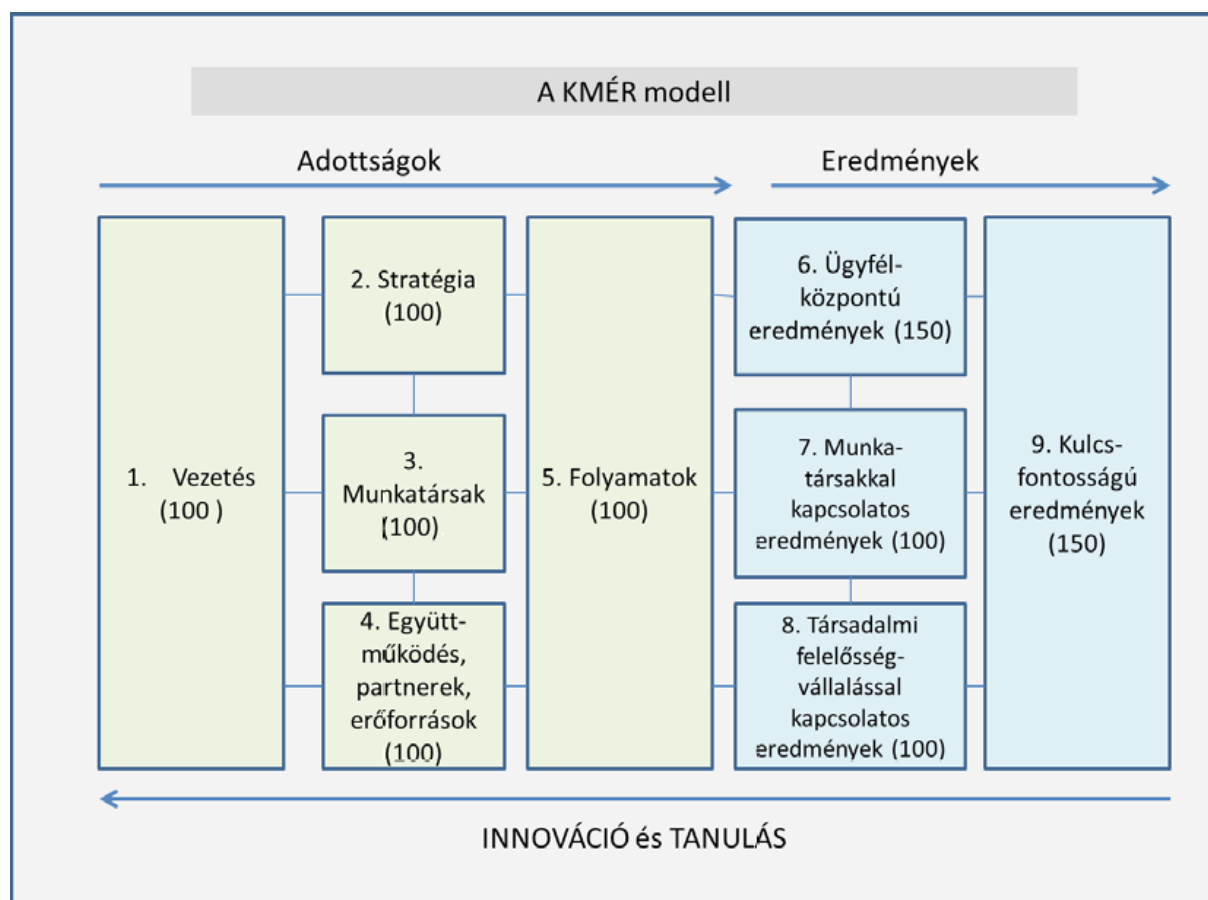 A KMÉR modell
Adottságok
Eredmények
1. Vezetés
(100 )
2. Stratégia
(100)
3.
Munkatársak
(100)
4. Együtt-
működés,
partnerek,
erőforrások
(100)
5. Folyamatok
(100)
6. Ügyfél-
központú
eredmények (150)
7. Munka-
társakkal
kapcsolatos
eredmények (100)
8. Társadalmi
felelősség-
vállalással
kapcsolatos
eredmények (100)
9. Kulcs-
fontosságú
eredmények
(150)
INNOVÁCIÓ és TANULÁS